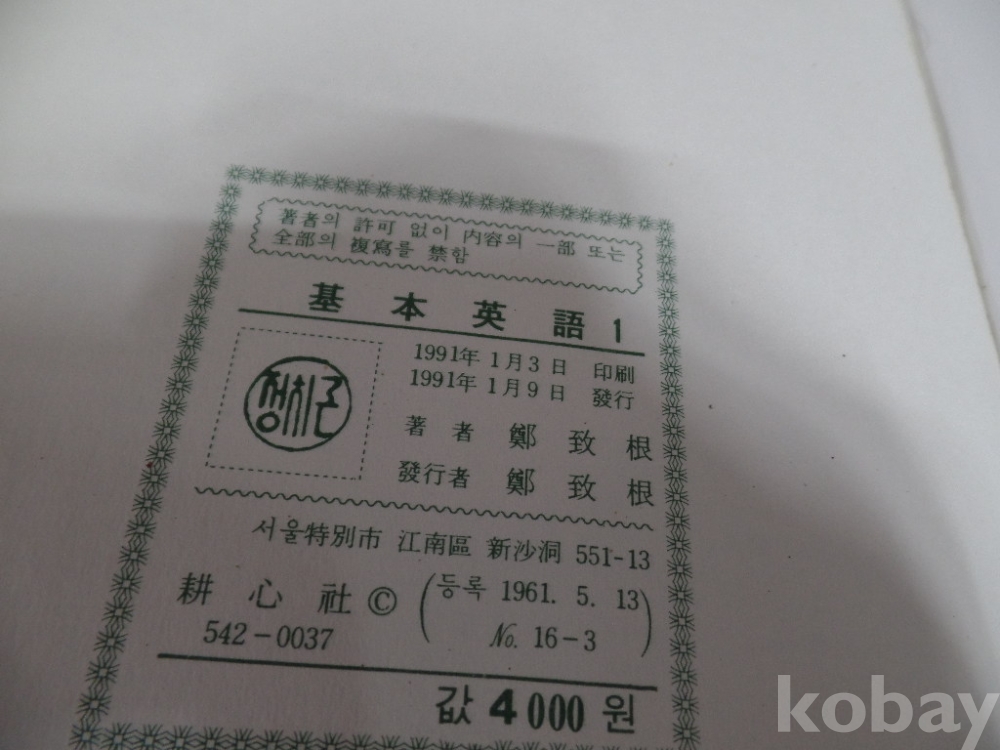 著者의 許可 없이 內容의 一部 또는
全部의 複寫를 禁함
基本英語 1
정치근
1991年 1月 3日 印刷
1991年 1月 9日 發行
著者 鄭致根
發行者 鄭致根
서울特別市 江南區 新沙洞 551-13
耕心社 © (등록 1961. 5. 13
542-0037 No. 16-3)
값 4000 원
kobay